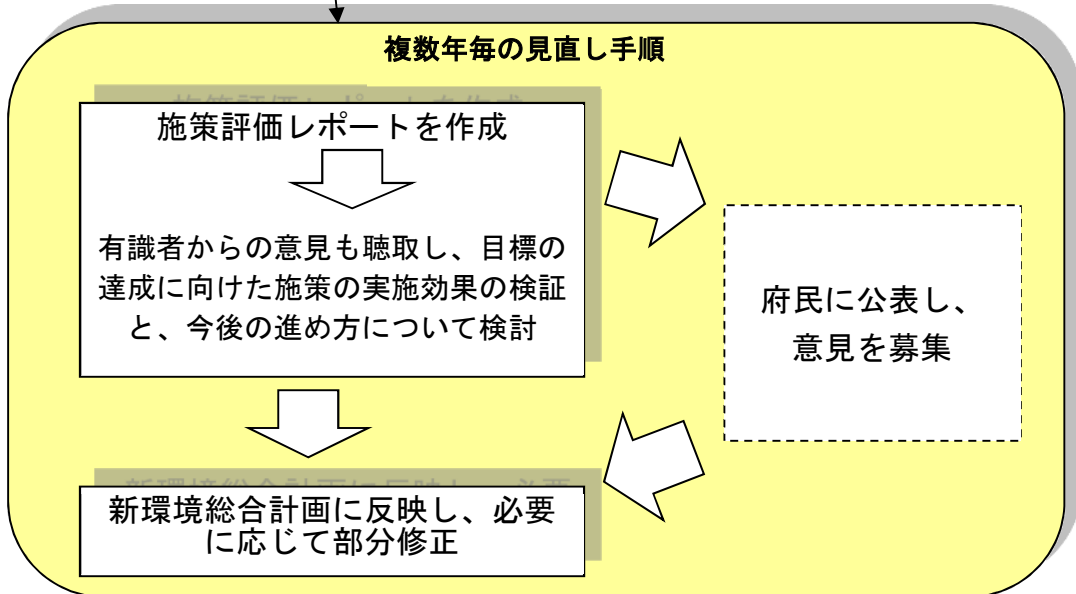 複数年毎の見直し手順
施策評価レポートを作成
有識者からの意見も聴取し、目標の
達成に向けた施策の実施効果の検証
と、今後の進め方について検討
府民に公表し、
意見を募集
新環境総合計画に反映し、必要
に応じて部分修正